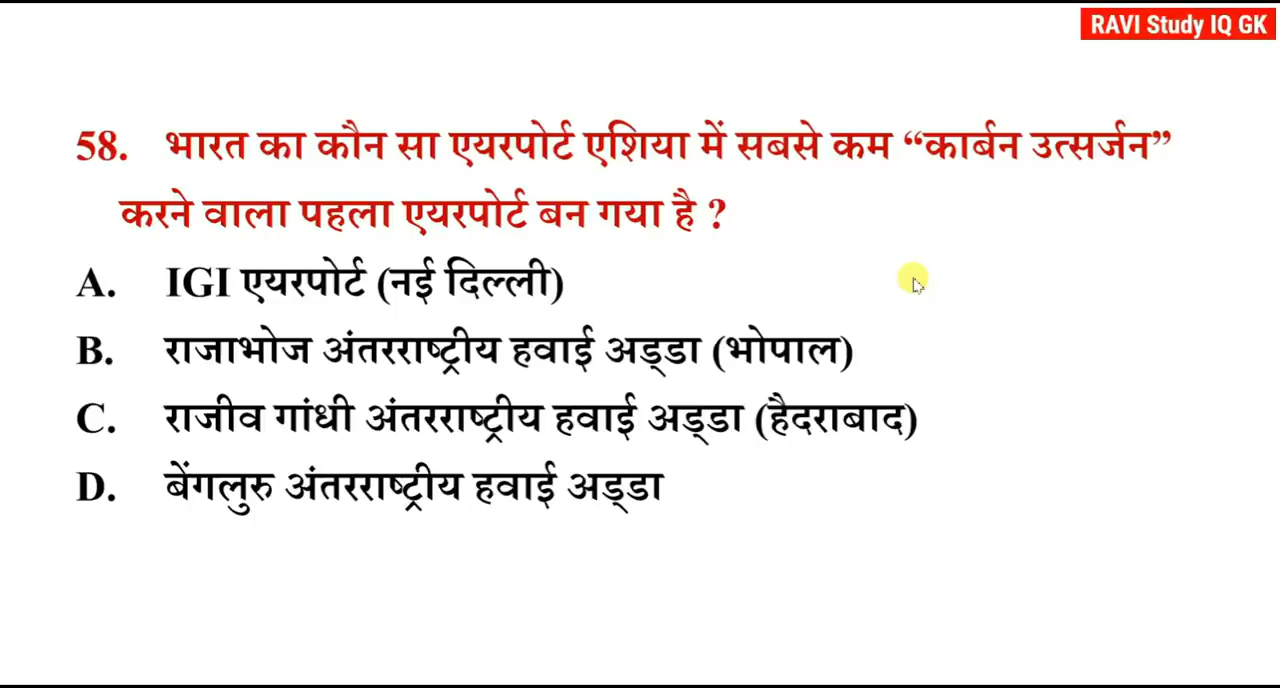 RAVI Study IQ GK
58. भारत का कौन सा एयरपोर्ट एशिया में सबसे कम “कार्बन उत्सर्जन”
करने वाला पहला एयरपोर्ट बन गया है ?
A. IGI एयरपोर्ट (नई दिल्ली)
B. राजाभोज अंतरराष्ट्रीय हवाई अड्डा (भोपाल)
C. राजीव गांधी अंतरराष्ट्रीय हवाई अड्डा (हैदराबाद)
D. बेंगलुरु अंतरराष्ट्रीय हवाई अड्डा